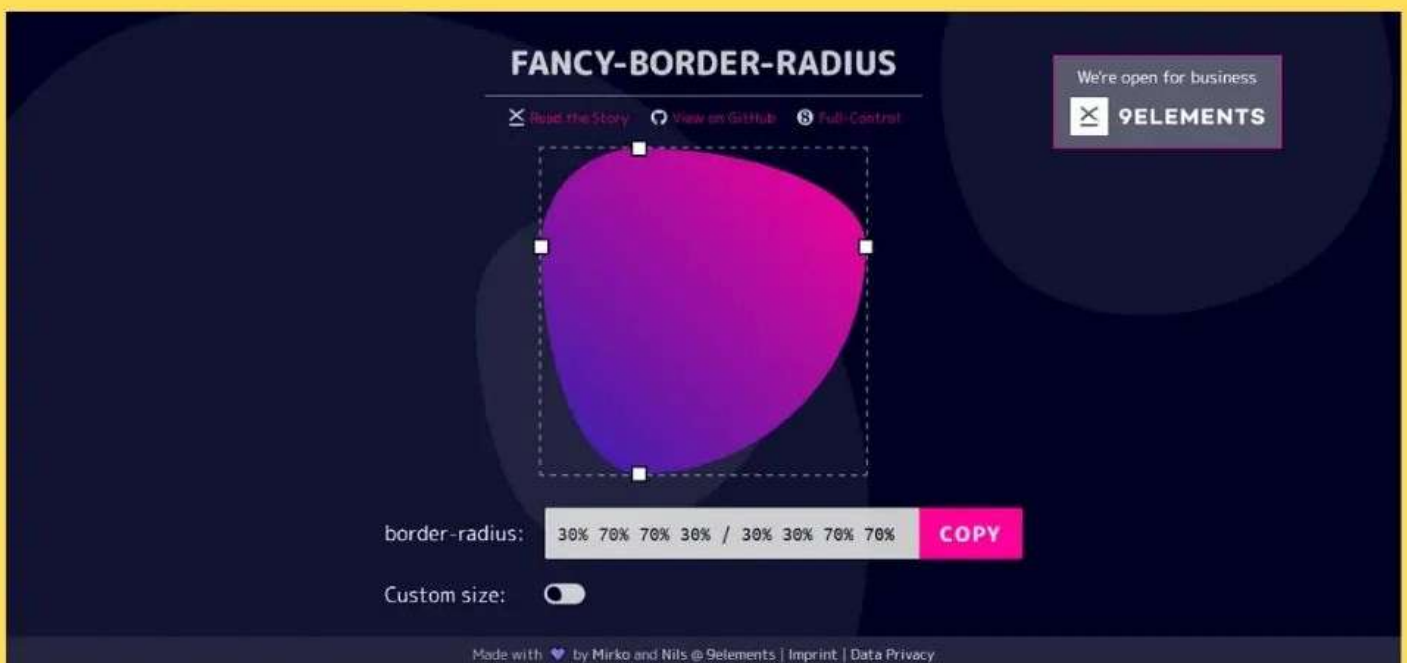 FANCY-BORDER-RADIUS
We're open for business
9ELEMENTS
Read the Story View on GitHub Full-Control
border-radius: 30% 70% 70% 30% / 30% 30% 70% 70% COPY
Custom size:
Made with 💜 by Mirko and Nils @ 9elements | Imprint | Data Privacy